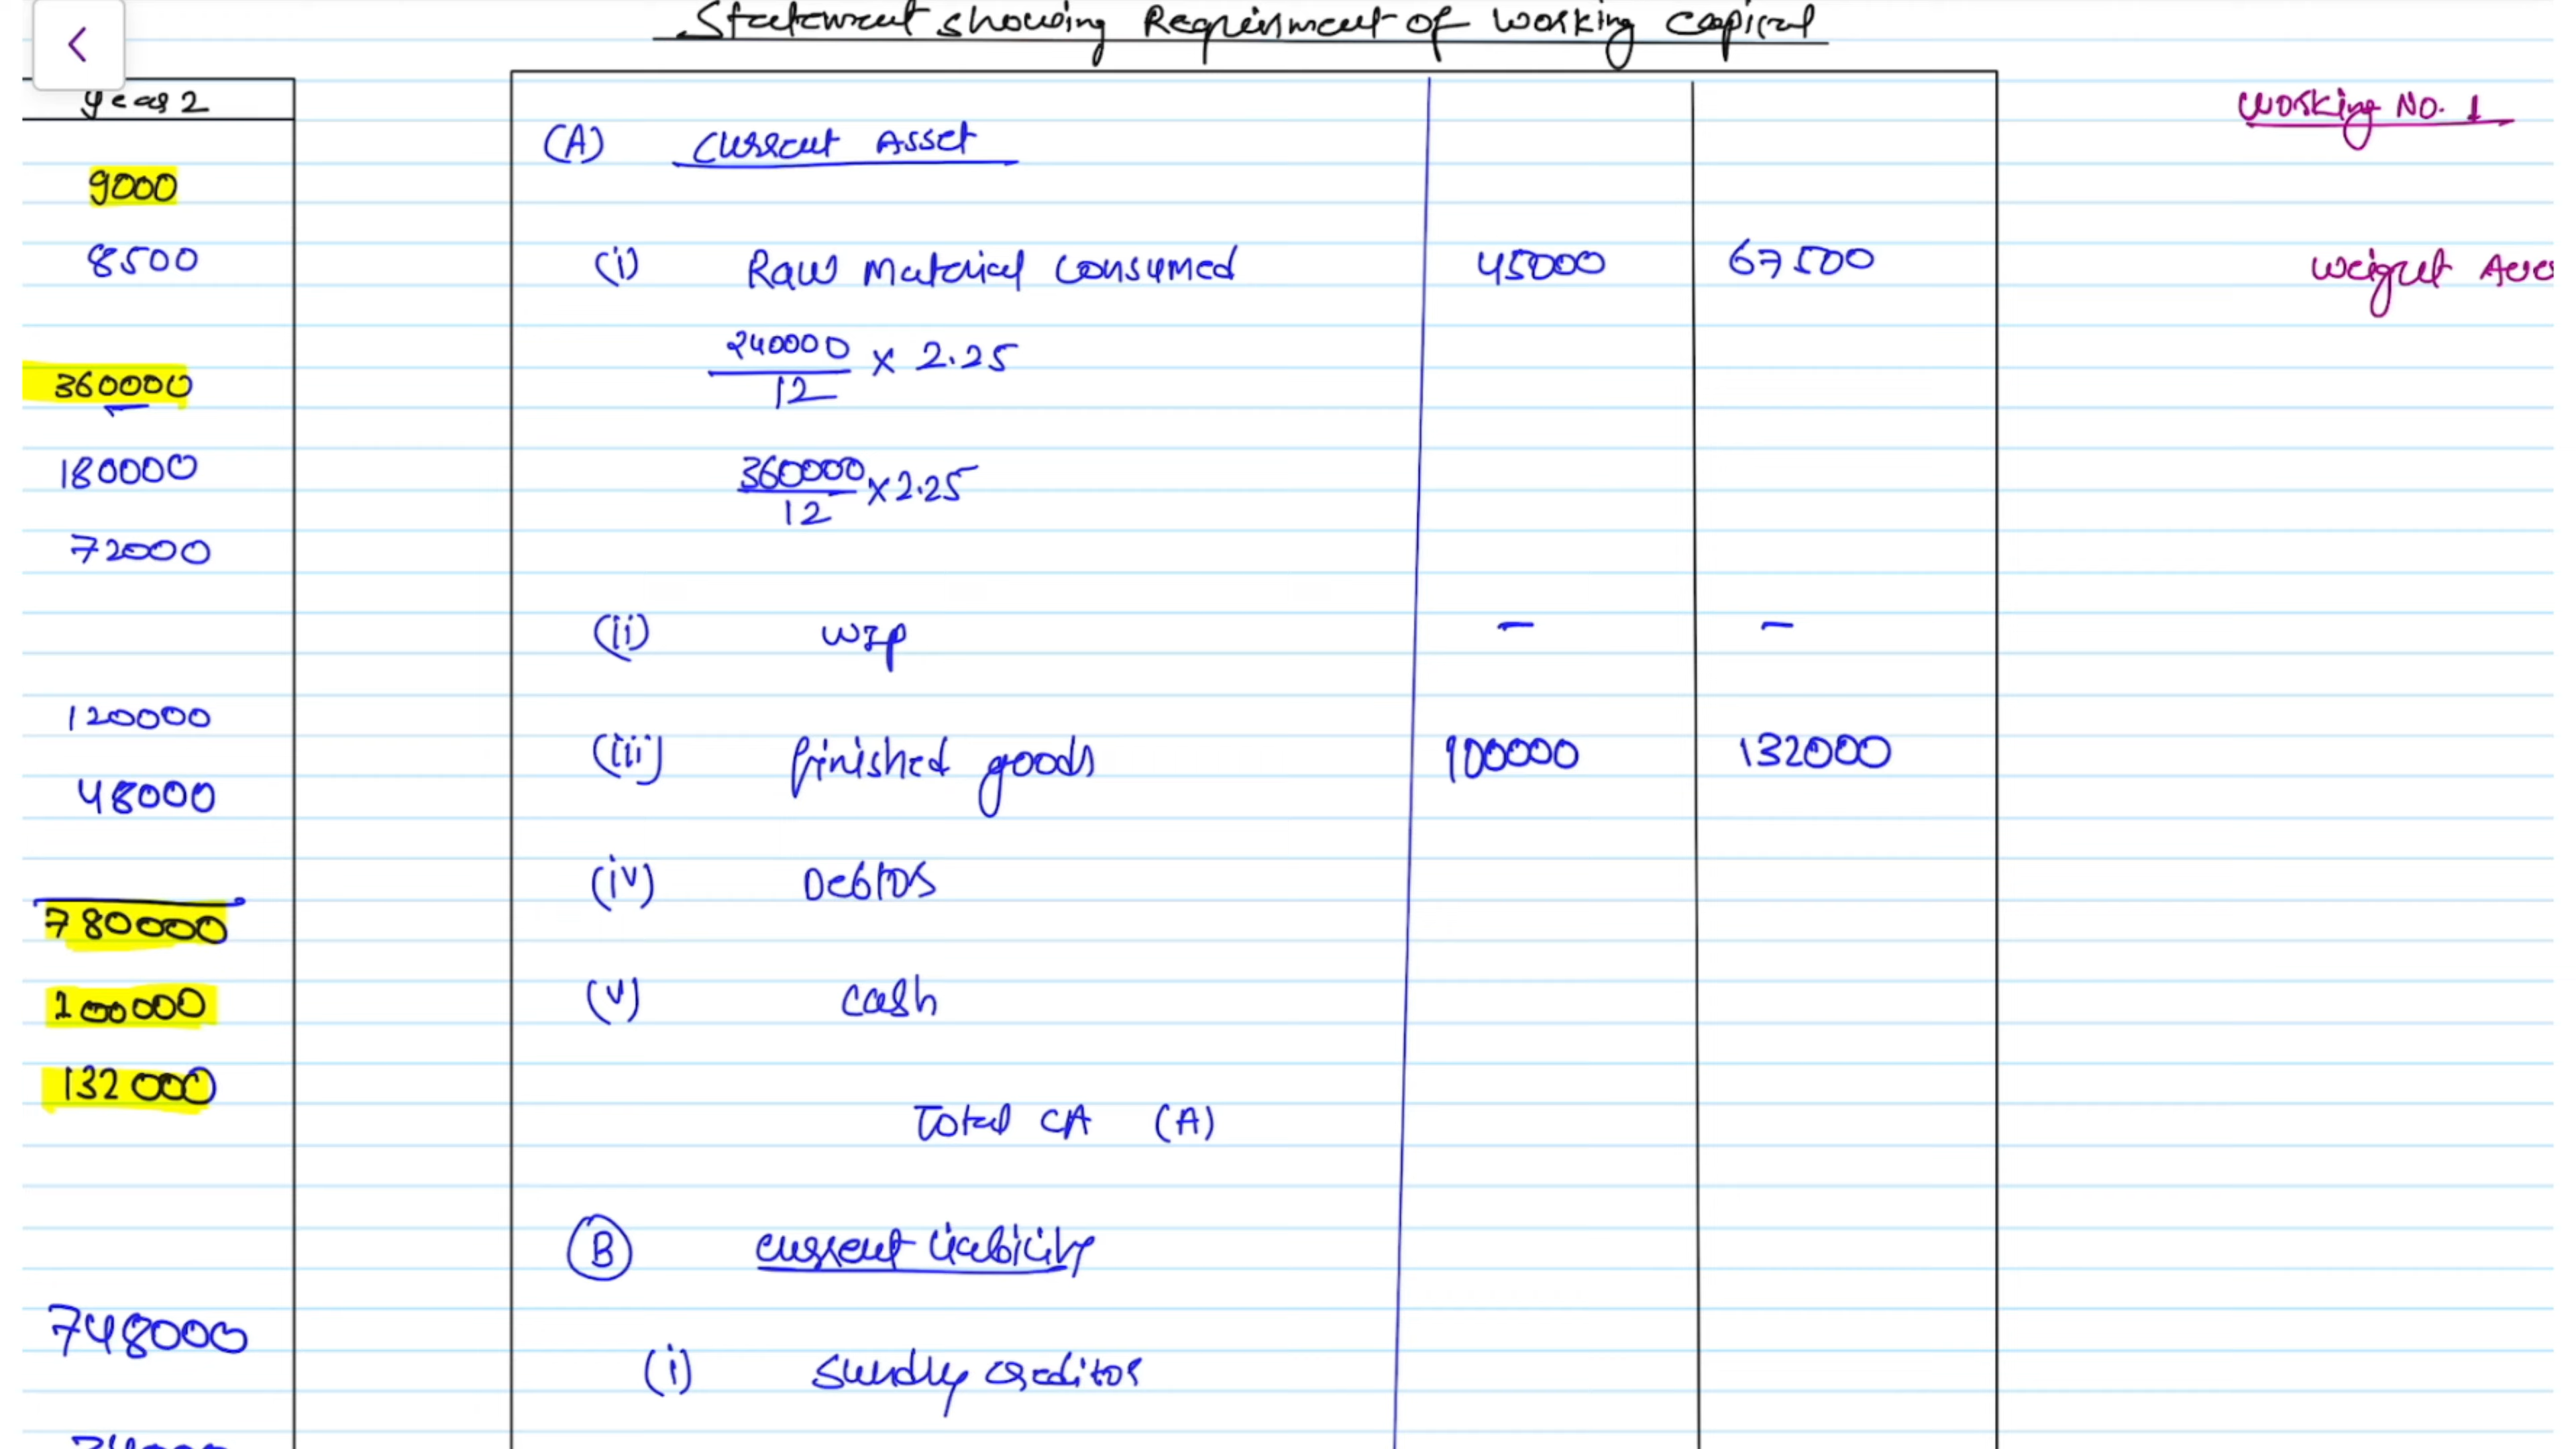 Statement showing Requirment of working capital
year 2
9000
8500
360000
180000
72000
120000
48000
780000
100000
132000
748000
(A) Current Asset
(i) Raw Material Consumed 45000 67500
240000
12
× 2.25
360000
12
× 2.25
(ii) WIP - -
(iii) finished goods 100000 132000
(iv) Debtors
(v) cash
Total CA (A)
(B) current liability
(i) Sundry creditor
Working No. 1
weight